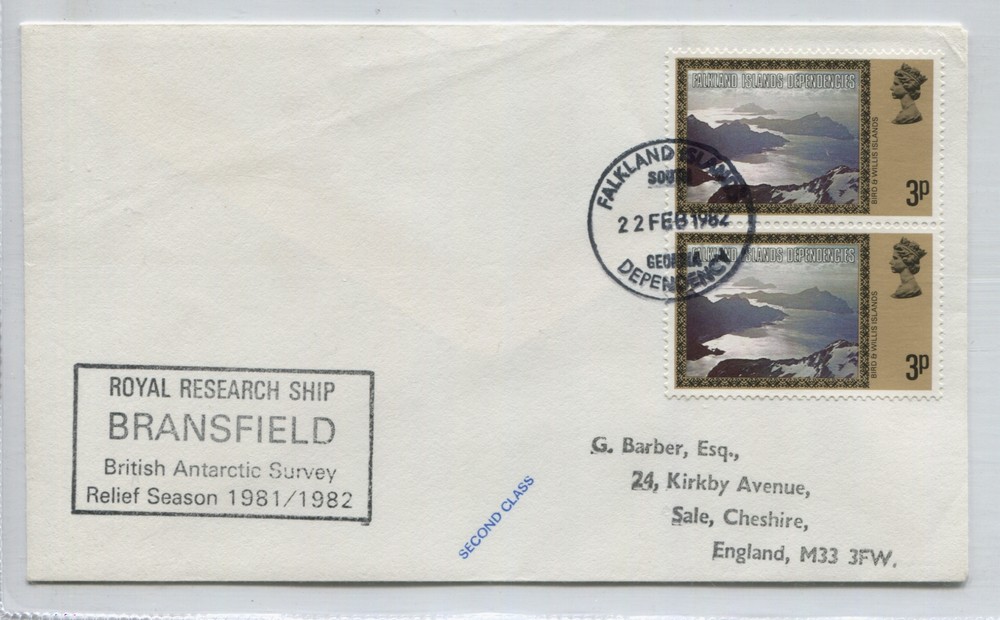 FALKLAND ISLANDS DEPENDENCIES
BIRD & WILLIS ISLANDS
3p
FALKLAND ISLANDS DEPENDENCIES
BIRD & WILLIS ISLANDS
3p
FALKLAND ISLANDS
SOUTH
22 FEB 1982
GEORGIA
DEPENDENCY
ROYAL RESEARCH SHIP
BRANSFIELD
British Antarctic Survey
Relief Season 1981/1982
SECOND CLASS
G. Barber, Esq.,
24, Kirkby Avenue,
Sale, Cheshire,
England, M33 3FW.